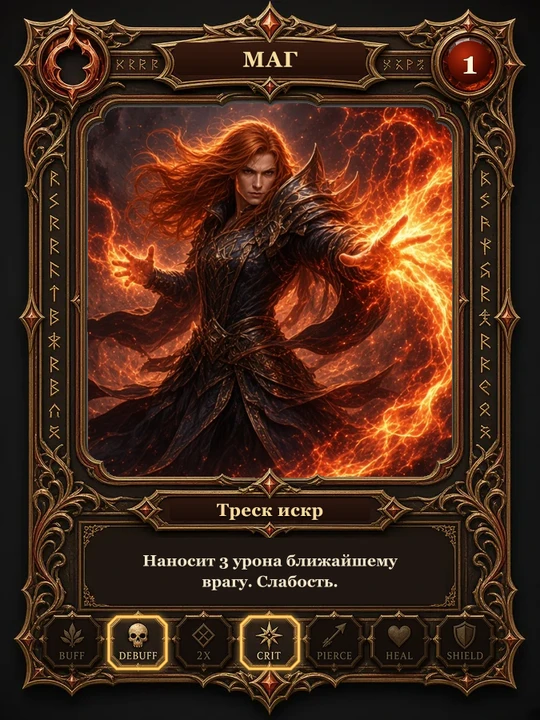 МАГ
1
Треск искр
Наносит 3 урона ближайшему
врагу. Слабость.
BUFF
DEBUFF
2X
CRIT
PIERCE
HEAL
SHIELD